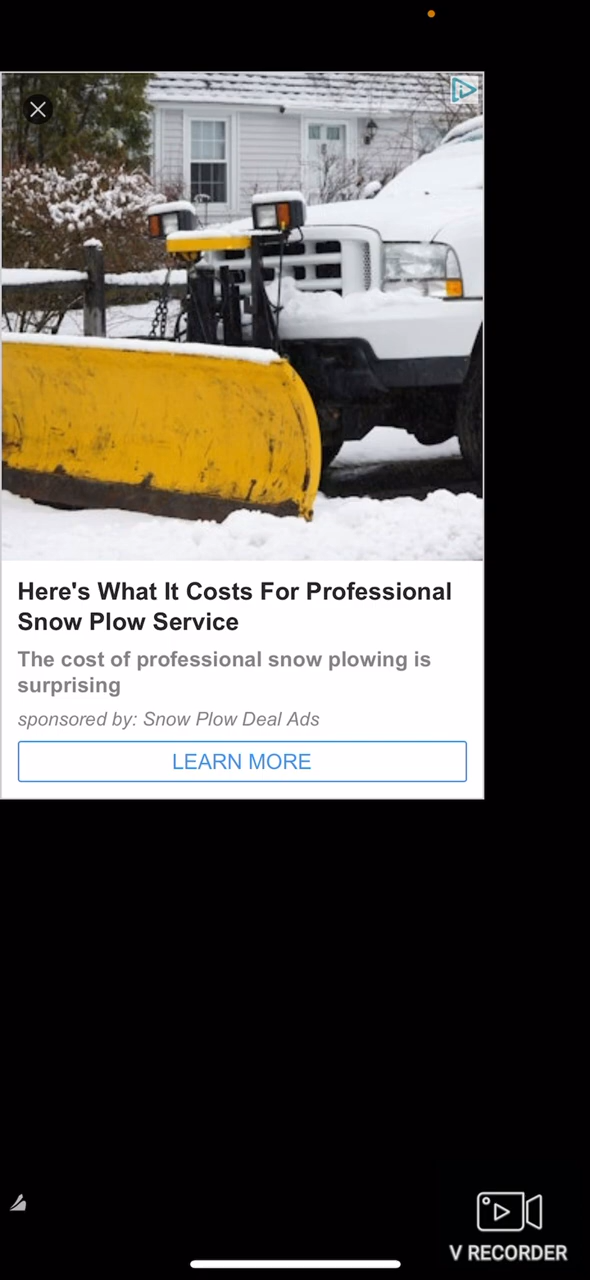 Here's What It Costs For Professional
Snow Plow Service
The cost of professional snow plowing is
surprising
sponsored by: Snow Plow Deal Ads
LEARN MORE
V RECORDER